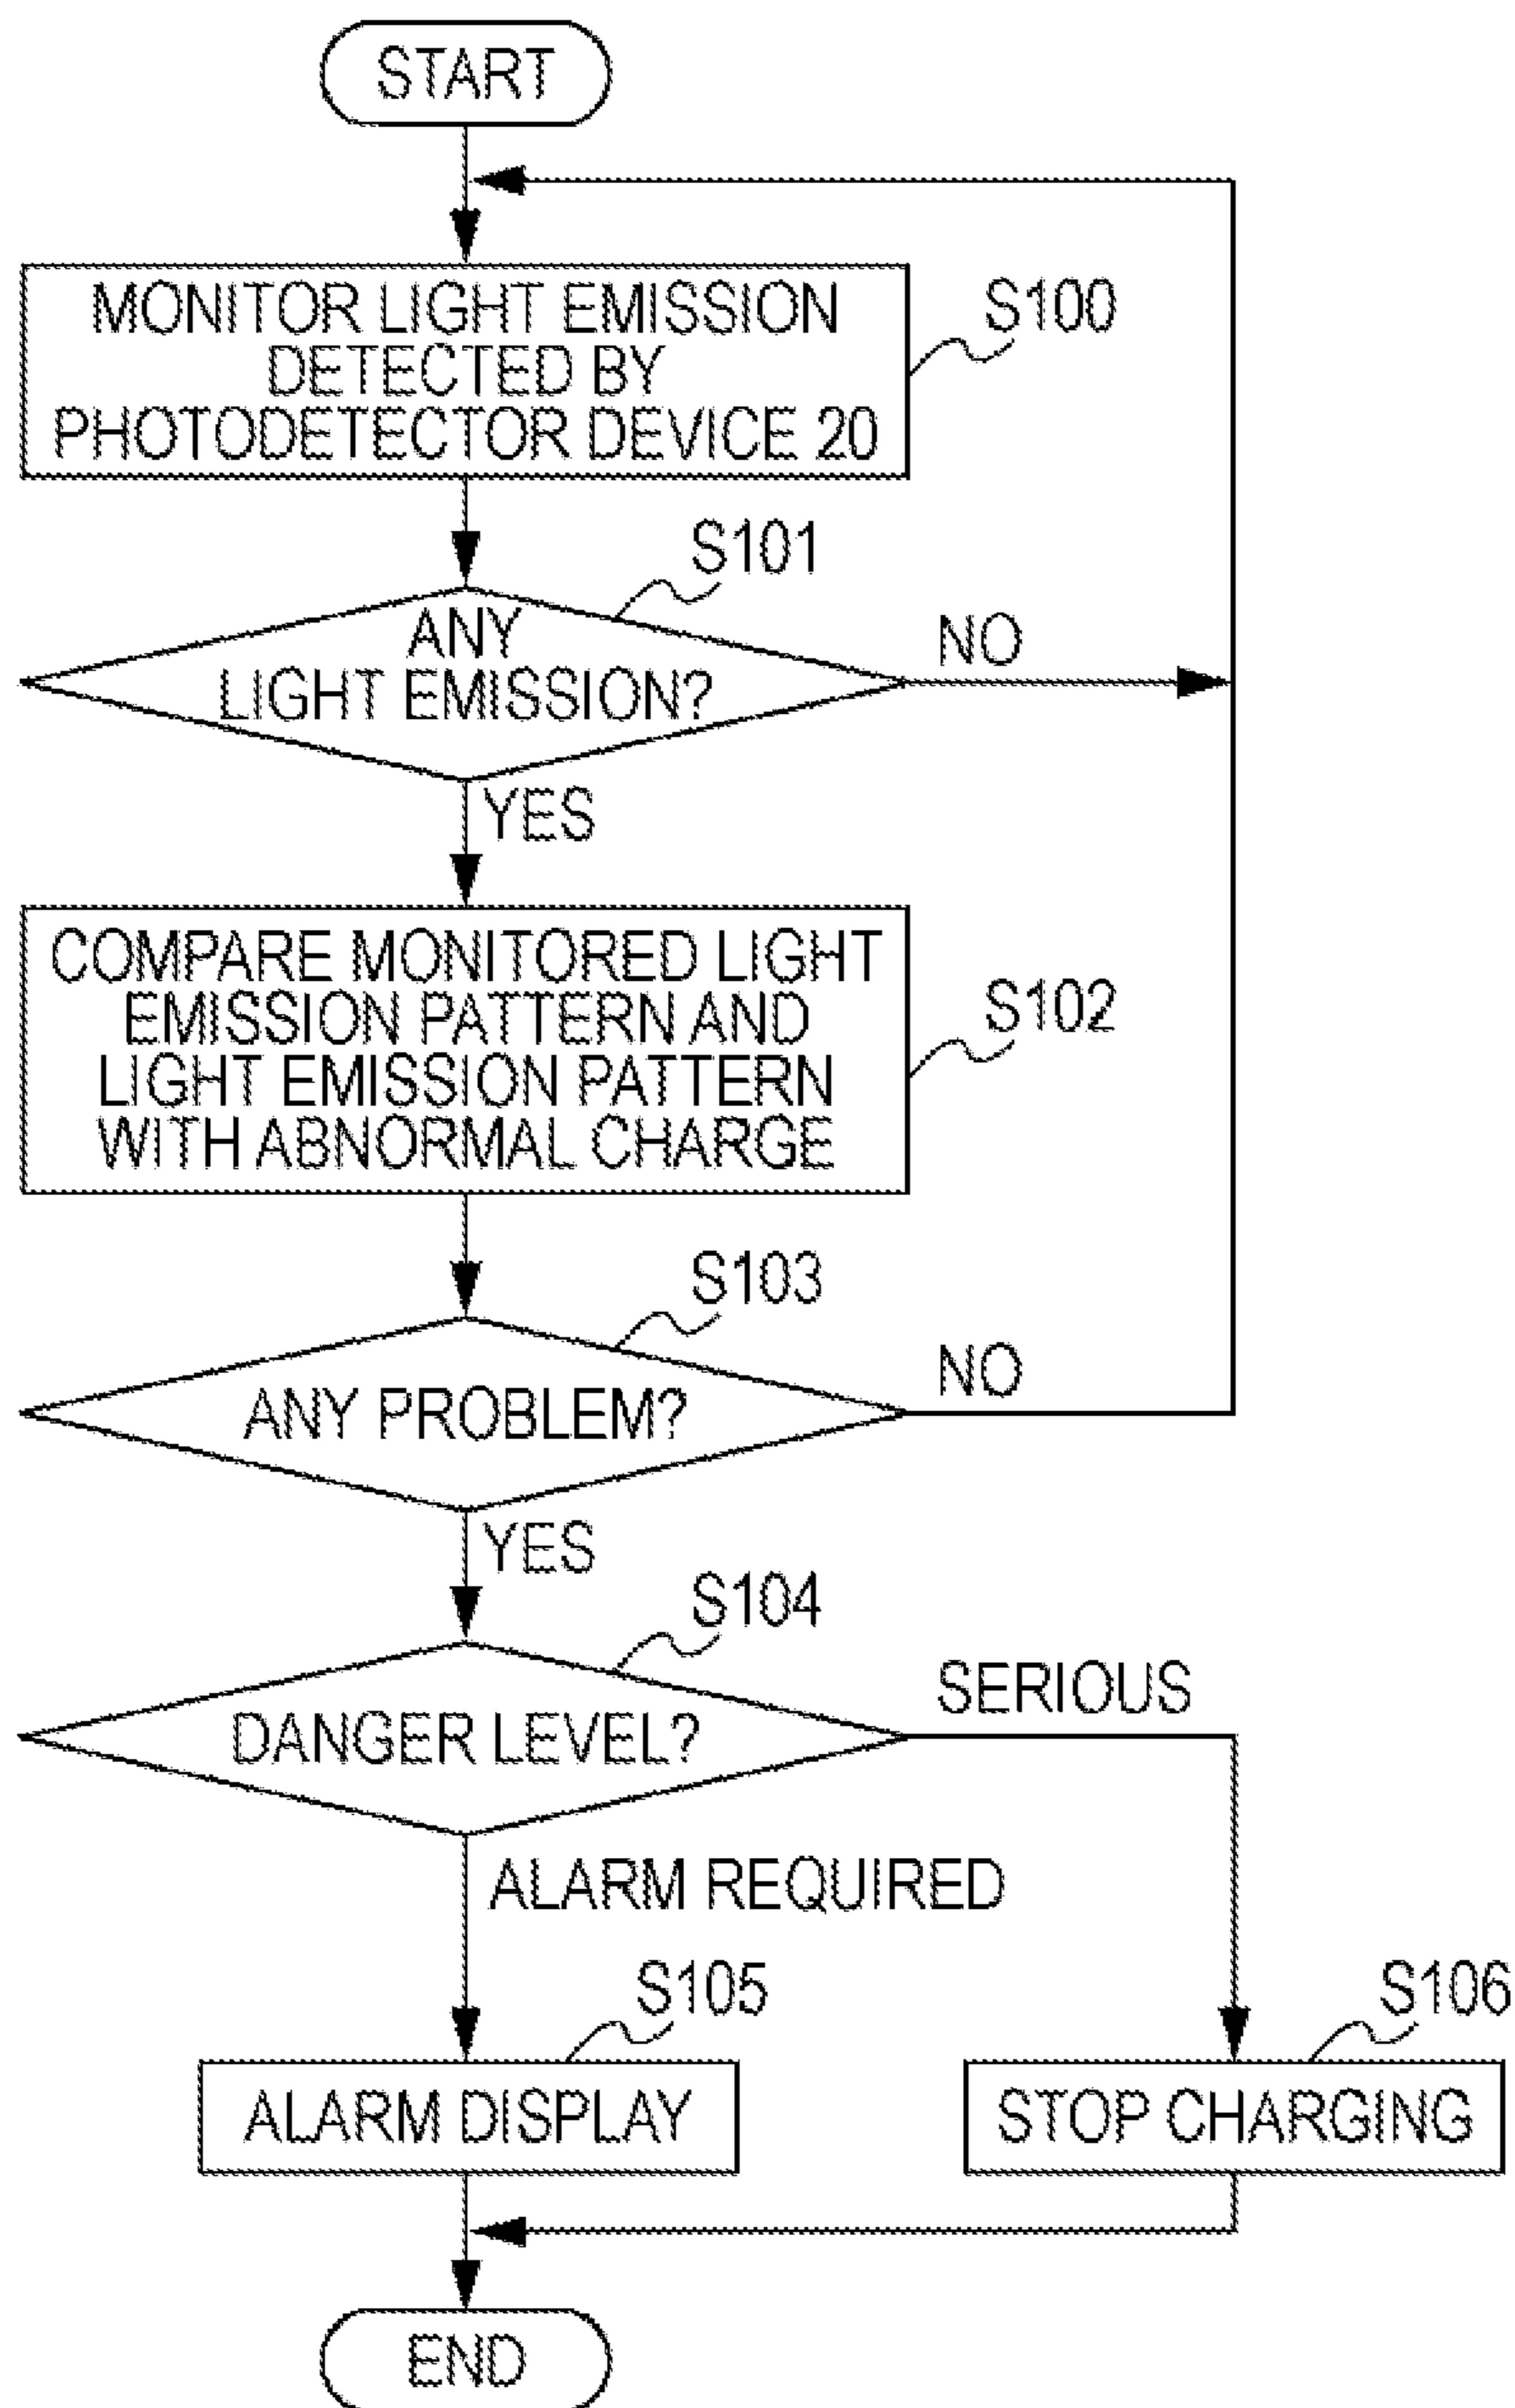 START
MONITOR LIGHT EMISSION
DETECTED BY
PHOTODETECTOR DEVICE 20
S100
S101
ANY
LIGHT EMISSION?
NO
YES
COMPARE MONITORED LIGHT
EMISSION PATTERN AND
LIGHT EMISSION PATTERN
WITH ABNORMAL CHARGE
S102
S103
ANY PROBLEM?
NO
YES
S104
DANGER LEVEL?
SERIOUS
ALARM REQUIRED
S105
ALARM DISPLAY
S106
STOP CHARGING
END